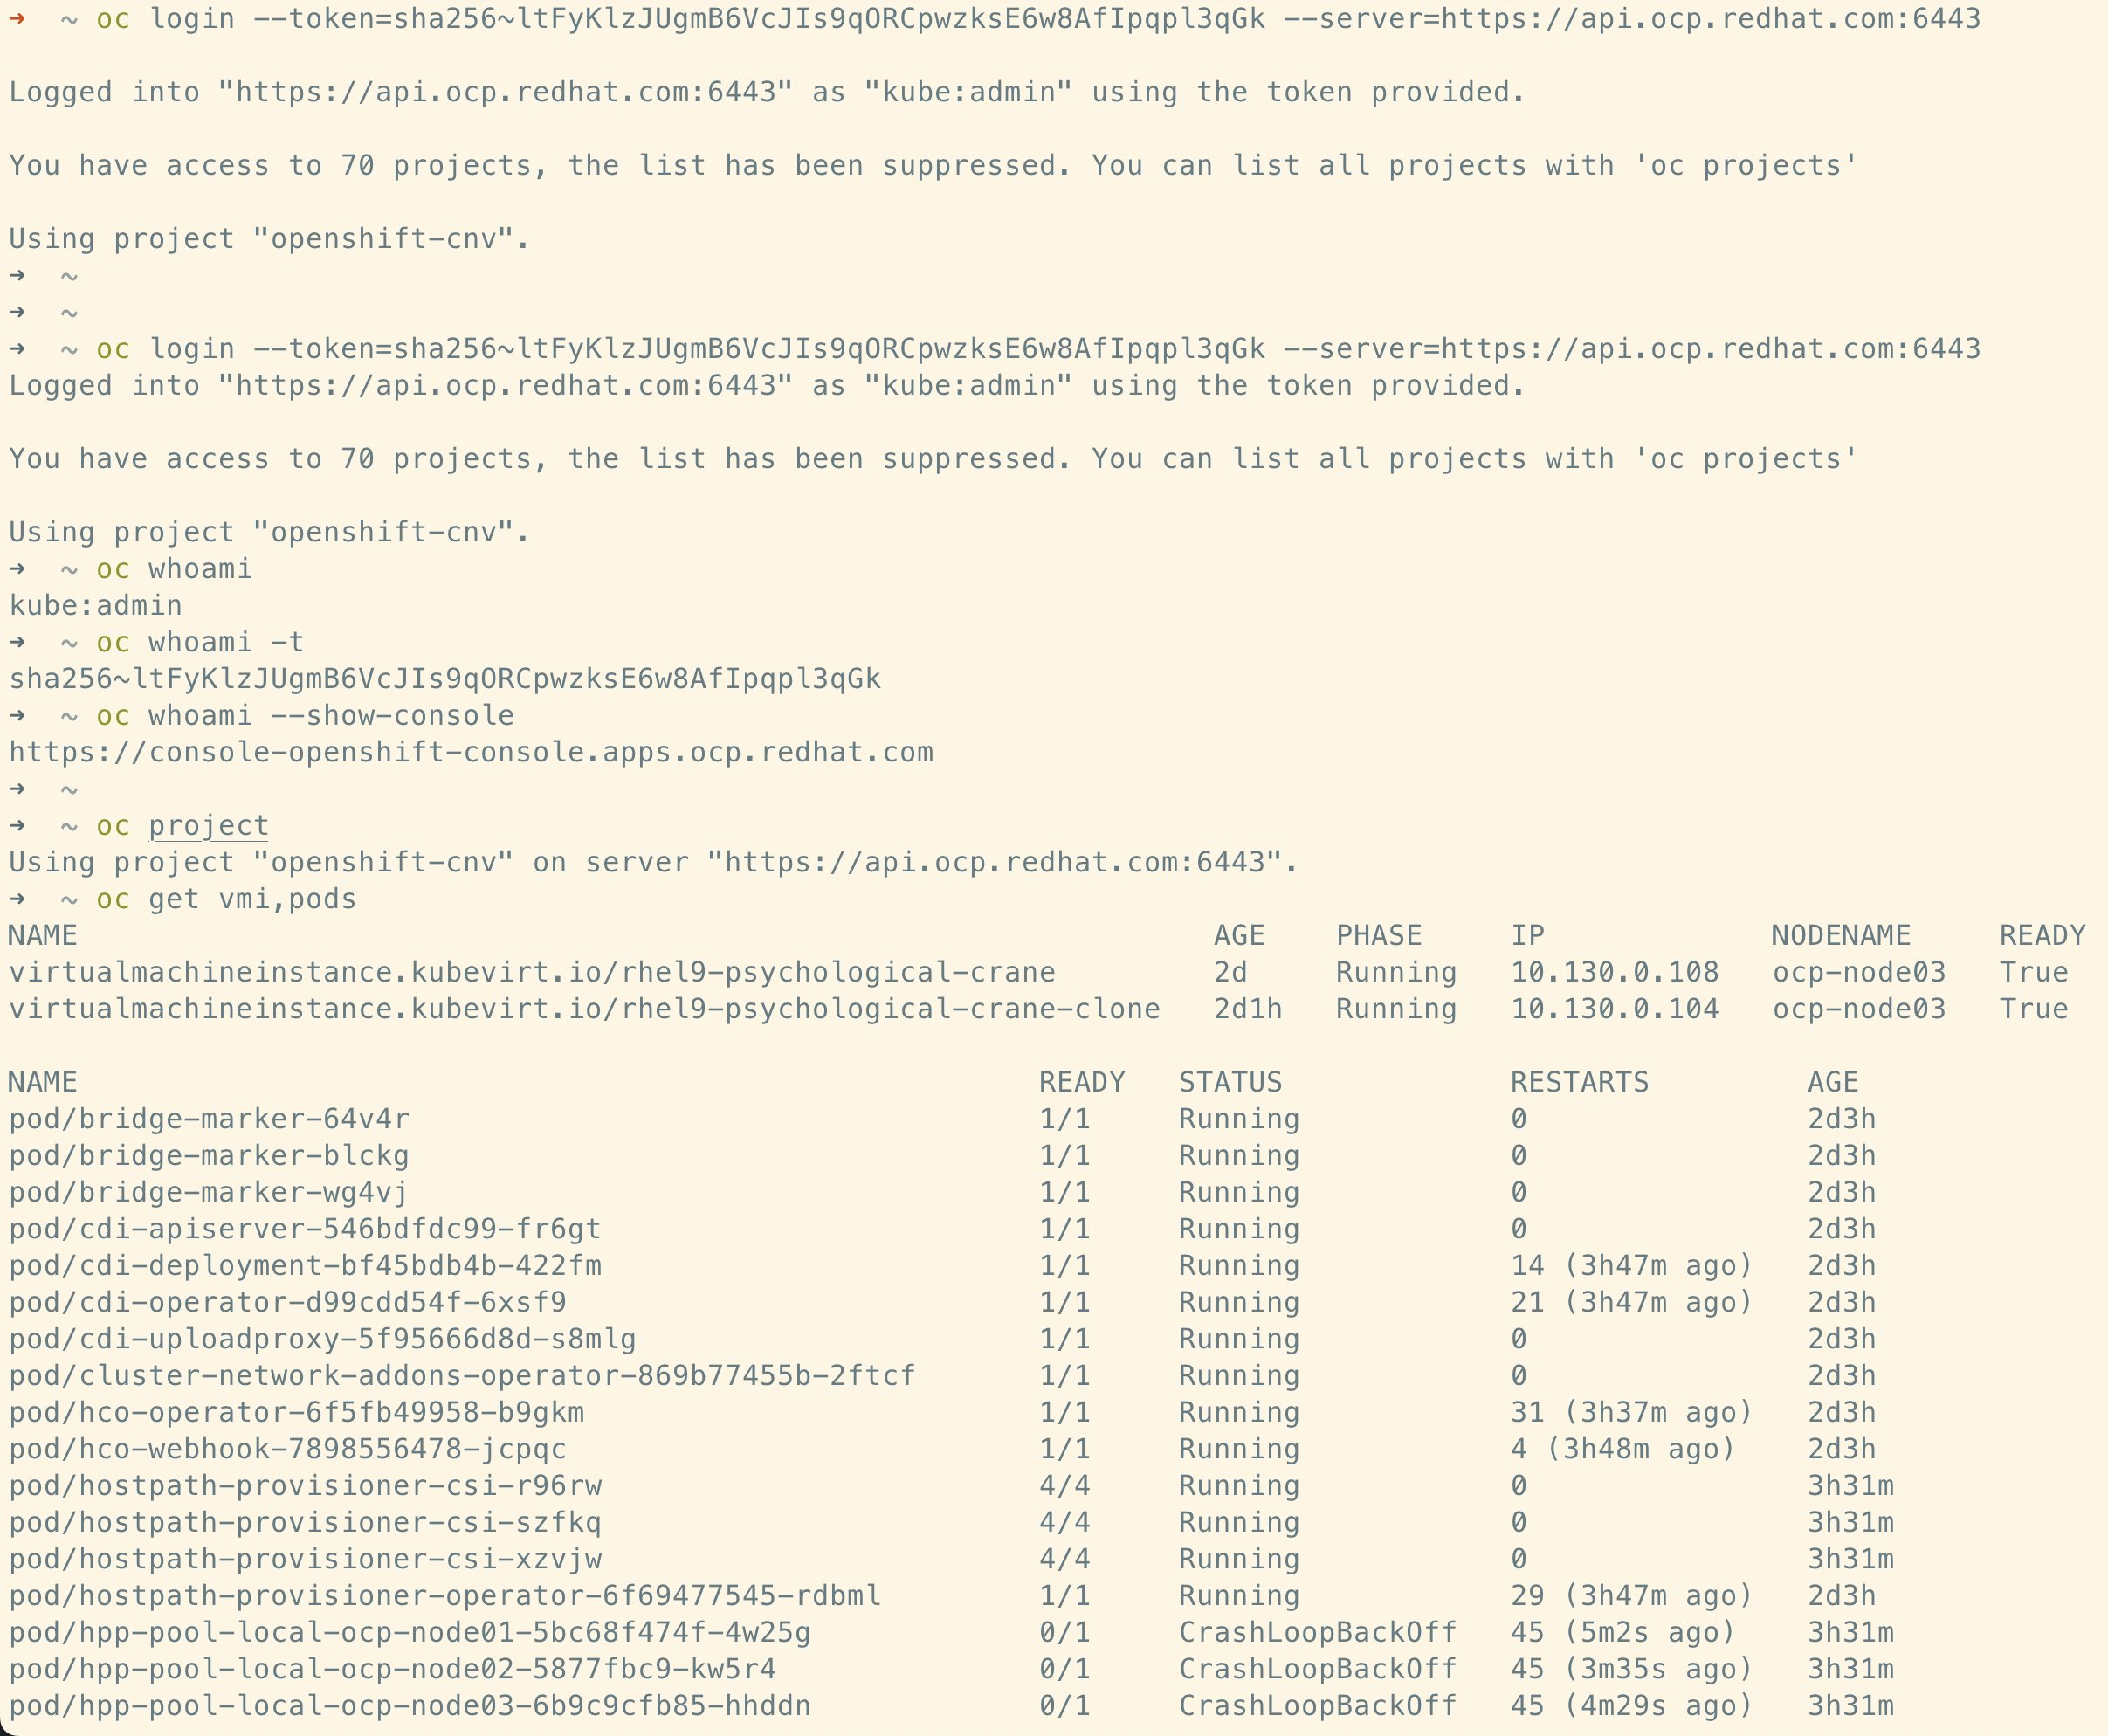 ➜  ~ oc login --token=sha256~ltFyKlzJUgmB6VcJIs9qORCpwzksE6w8AfIpqpl3qGk --server=https://api.ocp.redhat.com:6443
Logged into "https://api.ocp.redhat.com:6443" as "kube:admin" using the token provided.
You have access to 70 projects, the list has been suppressed. You can list all projects with 'oc projects'
Using project "openshift-cnv".
➜  ~
➜  ~
➜  ~ oc login --token=sha256~ltFyKlzJUgmB6VcJIs9qORCpwzksE6w8AfIpqpl3qGk --server=https://api.ocp.redhat.com:6443
Logged into "https://api.ocp.redhat.com:6443" as "kube:admin" using the token provided.
You have access to 70 projects, the list has been suppressed. You can list all projects with 'oc projects'
Using project "openshift-cnv".
➜  ~ oc whoami
kube:admin
➜  ~ oc whoami -t
sha256~ltFyKlzJUgmB6VcJIs9qORCpwzksE6w8AfIpqpl3qGk
➜  ~ oc whoami --show-console
https://console-openshift-console.apps.ocp.redhat.com
➜  ~
➜  ~ oc project
Using project "openshift-cnv" on server "https://api.ocp.redhat.com:6443".
➜  ~ oc get vmi,pods
NAME AGE PHASE IP NODENAME READY
virtualmachineinstance.kubevirt.io/rhel9-psychological-crane 2d Running 10.130.0.108 ocp-node03 True
virtualmachineinstance.kubevirt.io/rhel9-psychological-crane-clone 2d1h Running 10.130.0.104 ocp-node03 True
NAME READY STATUS RESTARTS AGE
pod/bridge-marker-64v4r 1/1 Running 0 2d3h
pod/bridge-marker-blckg 1/1 Running 0 2d3h
pod/bridge-marker-wg4vj 1/1 Running 0 2d3h
pod/cdi-apiserver-546bdfdc99-fr6gt 1/1 Running 0 2d3h
pod/cdi-deployment-bf45bdb4b-422fm 1/1 Running 14 (3h47m ago) 2d3h
pod/cdi-operator-d99cdd54f-6xsf9 1/1 Running 21 (3h47m ago) 2d3h
pod/cdi-uploadproxy-5f95666d8d-s8mlg 1/1 Running 0 2d3h
pod/cluster-network-addons-operator-869b77455b-2ftcf 1/1 Running 0 2d3h
pod/hco-operator-6f5fb49958-b9gkm 1/1 Running 31 (3h37m ago) 2d3h
pod/hco-webhook-7898556478-jcpqc 1/1 Running 4 (3h48m ago) 2d3h
pod/hostpath-provisioner-csi-r96rw 4/4 Running 0 3h31m
pod/hostpath-provisioner-csi-szfkq 4/4 Running 0 3h31m
pod/hostpath-provisioner-csi-xzvjw 4/4 Running 0 3h31m
pod/hostpath-provisioner-operator-6f69477545-rdbml 1/1 Running 29 (3h47m ago) 2d3h
pod/hpp-pool-local-ocp-node01-5bc68f474f-4w25g 0/1 CrashLoopBackOff 45 (5m2s ago) 3h31m
pod/hpp-pool-local-ocp-node02-5877fbc9-kw5r4 0/1 CrashLoopBackOff 45 (3m35s ago) 3h31m
pod/hpp-pool-local-ocp-node03-6b9c9cfb85-hhddn 0/1 CrashLoopBackOff 45 (4m29s ago) 3h31m